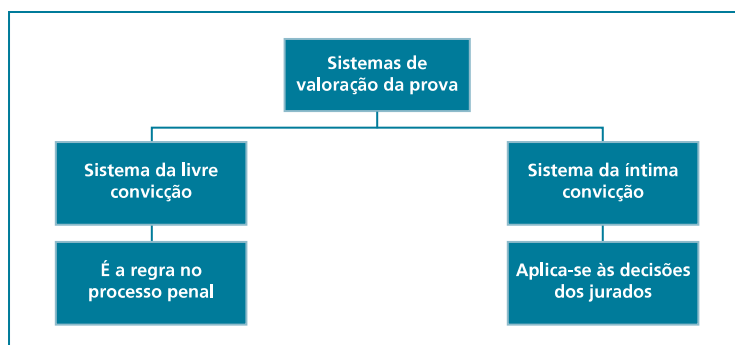 Sistemas de
valoração da prova
Sistema da livre
convicção
Sistema da íntima
convicção
É a regra no
processo penal
Aplica-se às decisões
dos jurados